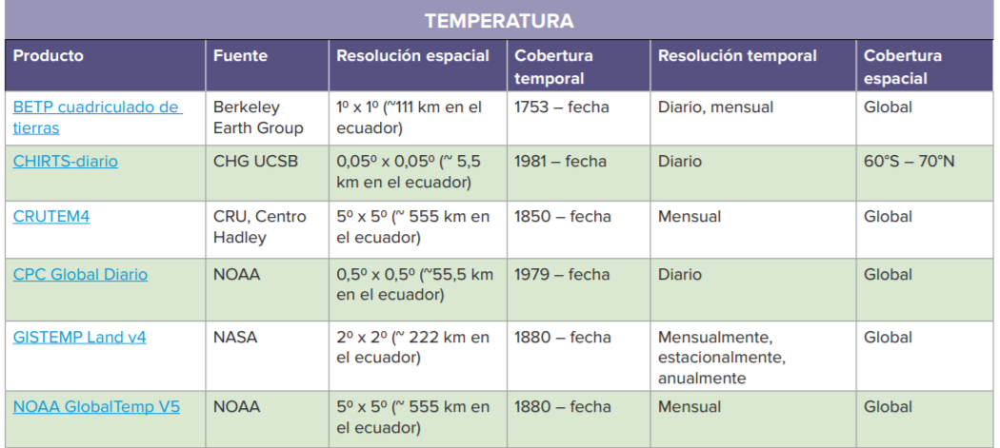 TEMPERATURA
Producto Fuente Resolución espacial Cobertura temporal Resolución temporal Cobertura espacial
BETP cuadriculado de tierras Berkeley Earth Group 1º x 1º (~111 km en el ecuador) 1753 – fecha Diario, mensual Global
CHIRTS-diario CHG UCSB 0,05º x 0,05º (~ 5,5 km en el ecuador) 1981 – fecha Diario 60°S – 70°N
CRUTEM4 CRU, Centro Hadley 5º x 5º (~ 555 km en el ecuador) 1850 – fecha Mensual Global
CPC Global Diario NOAA 0,5º x 0,5º (~55,5 km en el ecuador) 1979 – fecha Diario Global
GISTEMP Land v4 NASA 2º x 2º (~ 222 km en el ecuador) 1880 – fecha Mensualmente, estacionalmente, anualmente Global
NOAA GlobalTemp V5 NOAA 5º x 5º (~ 555 km en el ecuador) 1880 – fecha Mensual Global